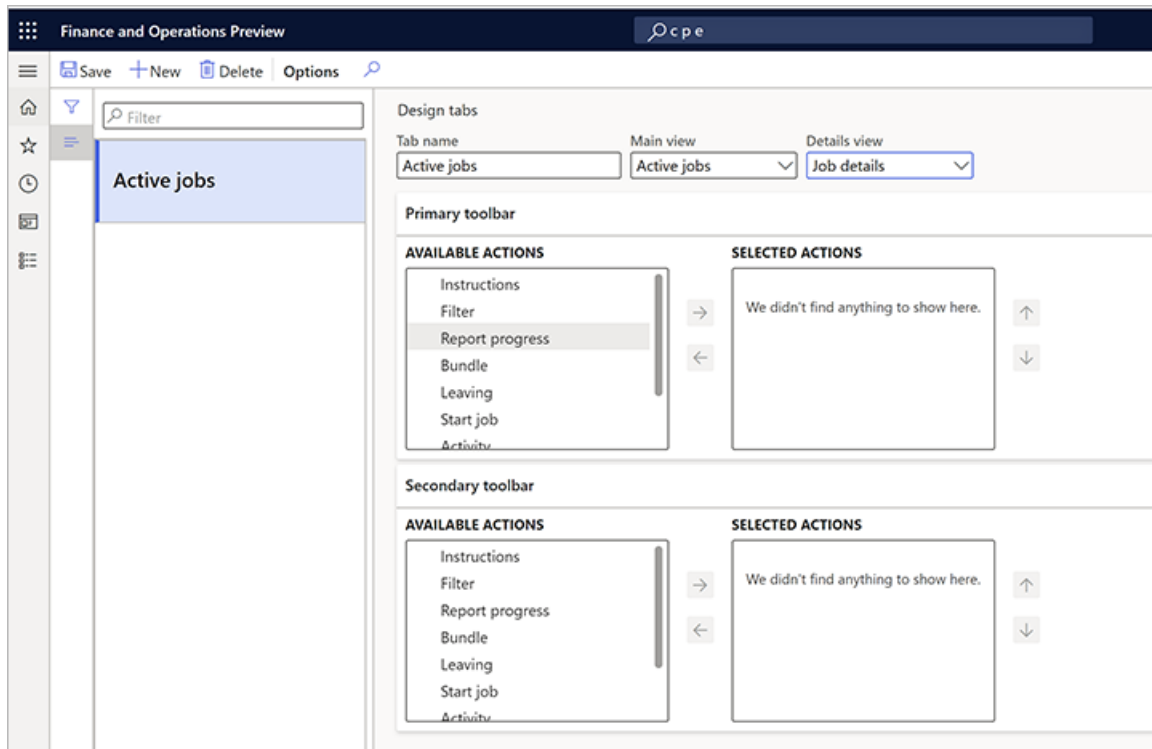 Finance and Operations Preview
cpe
Save New Delete Options
Filter
Active jobs
Design tabs
Tab name Main view Details view
Active jobs Active jobs Job details
Primary toolbar
AVAILABLE ACTIONS SELECTED ACTIONS
Instructions
We didn't find anything to show here.
Filter
Report progress
Bundle
Leaving
Start job
Activity
Secondary toolbar
AVAILABLE ACTIONS SELECTED ACTIONS
Instructions
We didn't find anything to show here.
Filter
Report progress
Bundle
Leaving
Start job
Activity